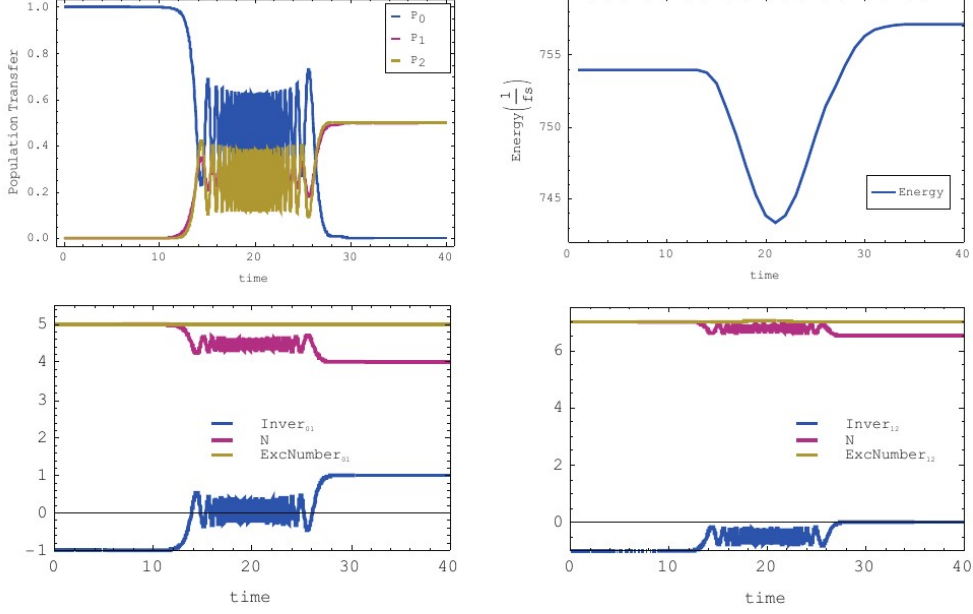 1.0
0.8
0.6
0.4
0.2
0.0
Population Transfer
P0
P1
P2
0 10 20 30 40
time
755
750
745
Energy(1/fs)
Energy
0 10 20 30 40
time
5
4
3
2
1
0
−1
Inver01
N
ExcNumber01
0 10 20 30 40
time
6
4
2
0
Inver12
N
ExcNumber12
0 10 20 30 40
time